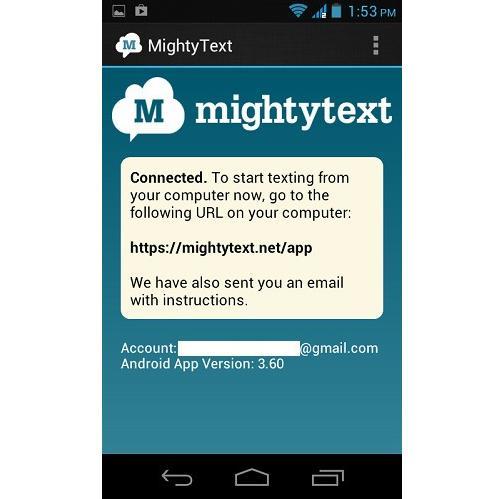 1:53 PM
M MightyText
M mightytext
Connected. To start texting from
your computer now, go to the
following URL on your computer:
https://mightytext.net/app
We have also sent you an email
with instructions.
Account: @gmail.com
Android App Version: 3.60